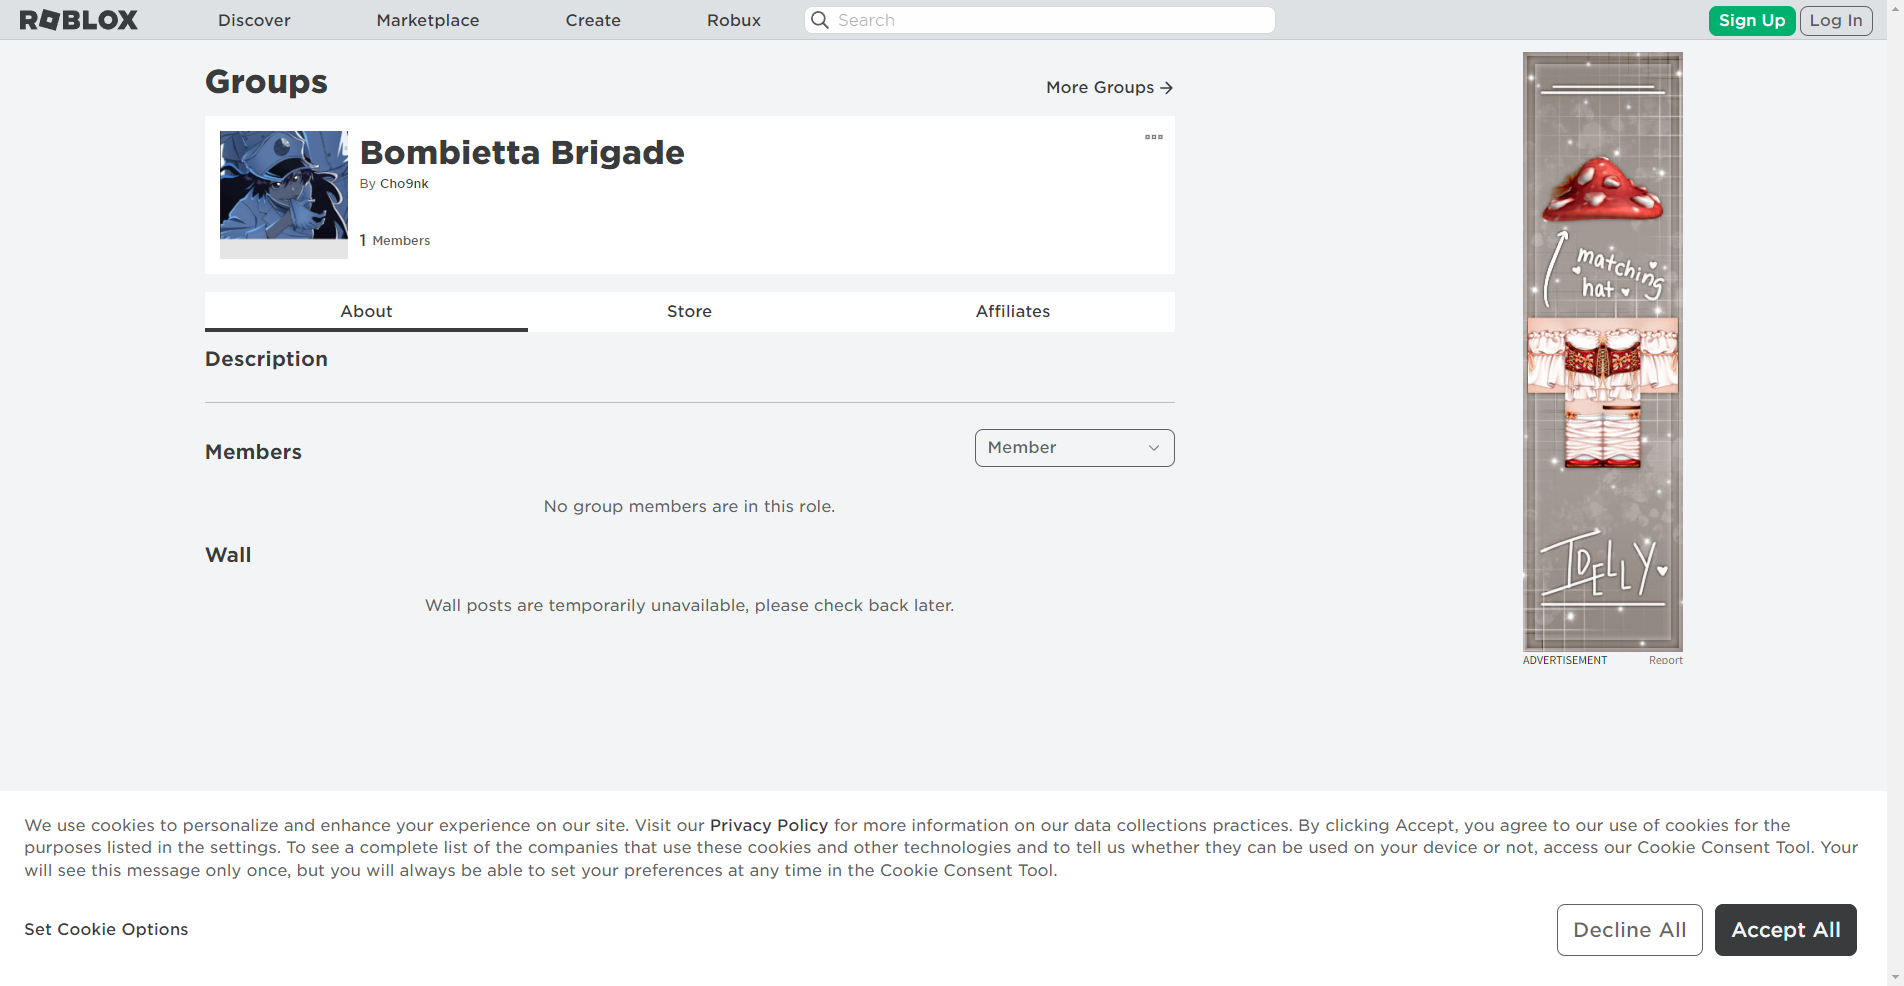 ROBLOX
Discover
Marketplace
Create
Robux
Search
Sign Up
Log In
Groups
More Groups
Bombietta Brigade
By Cho9nk
1 Members
About
Store
Affiliates
Description
Members
Member
No group members are in this role.
Wall
Wall posts are temporarily unavailable, please check back later.
matching
hat
IDELLY
ADVERTISEMENT
Report
We use cookies to personalize and enhance your experience on our site. Visit our Privacy Policy for more information on our data collections practices. By clicking Accept, you agree to our use of cookies for the
purposes listed in the settings. To see a complete list of the companies that use these cookies and other technologies and to tell us whether they can be used on your device or not, access our Cookie Consent Tool. Your
will see this message only once, but you will always be able to set your preferences at any time in the Cookie Consent Tool.
Set Cookie Options
Decline All
Accept All